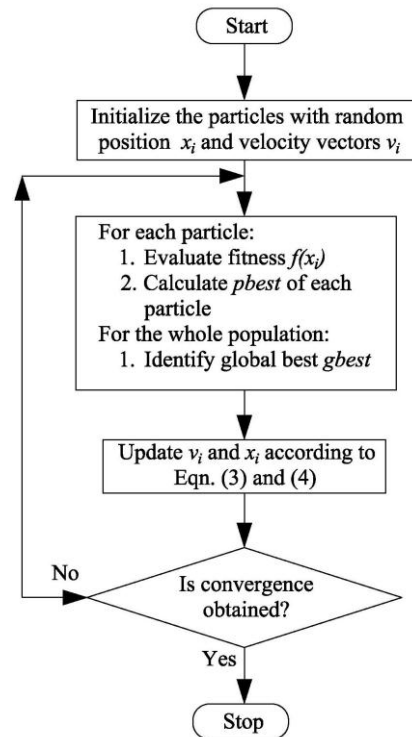 Start
Initialize the particles with random
position xᵢ and velocity vectors vᵢ
For each particle:
1. Evaluate fitness f(xᵢ)
2. Calculate pbest of each
particle
For the whole population:
1. Identify global best gbest
Update vᵢ and xᵢ according to
Eqn. (3) and (4)
No
Is convergence
obtained?
Yes
Stop